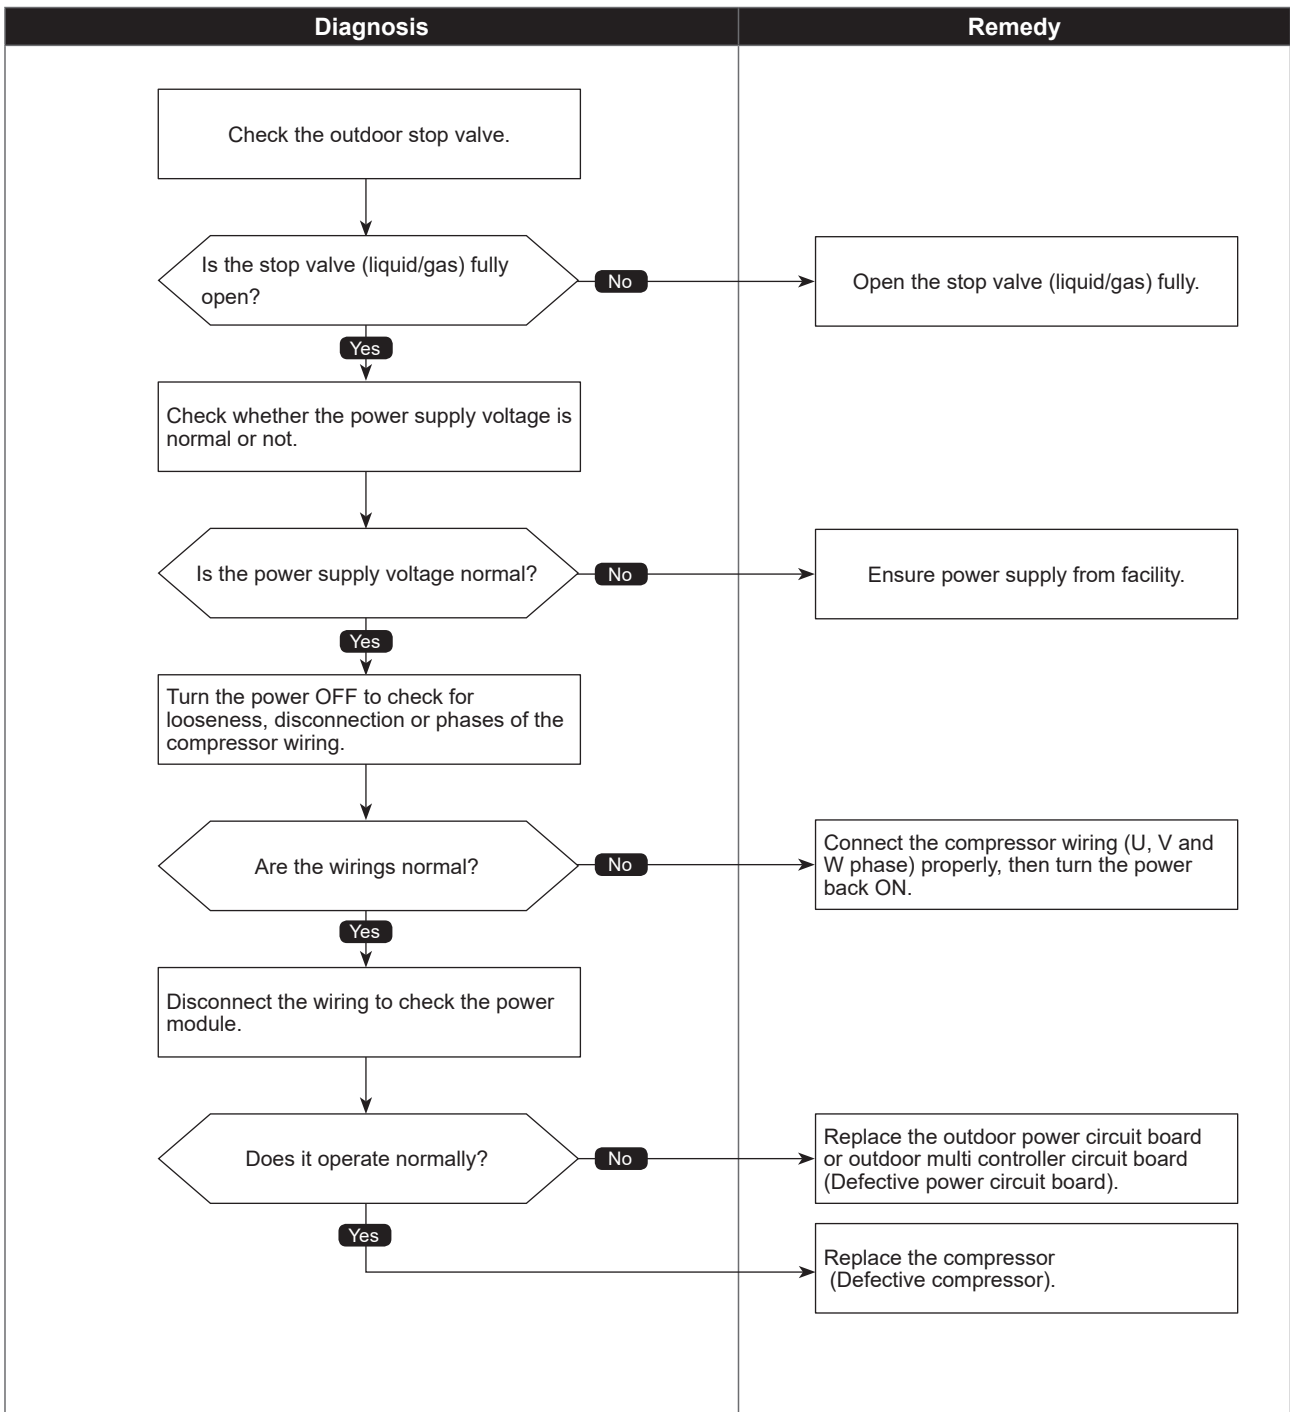 Diagnosis
Remedy
Check the outdoor stop valve.
Is the stop valve (liquid/gas) fully
open?
No
Open the stop valve (liquid/gas) fully.
Yes
Check whether the power supply voltage is
normal or not.
Is the power supply voltage normal?
No
Ensure power supply from facility.
Yes
Turn the power OFF to check for
looseness, disconnection or phases of the
compressor wiring.
Are the wirings normal?
No
Connect the compressor wiring (U, V and
W phase) properly, then turn the power
back ON.
Yes
Disconnect the wiring to check the power
module.
Does it operate normally?
No
Replace the outdoor power circuit board
or outdoor multi controller circuit board
(Defective power circuit board).
Yes
Replace the compressor
(Defective compressor).